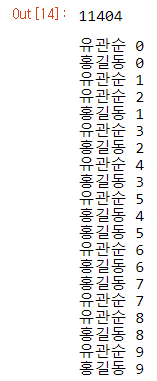 Out[14]: 11404
유관순 0
홍길동 0
유관순 1
유관순 2
홍길동 1
유관순 3
홍길동 2
유관순 4
홍길동 3
유관순 5
홍길동 4
홍길동 5
유관순 6
홍길동 6
홍길동 7
유관순 7
유관순 8
홍길동 8
유관순 9
홍길동 9